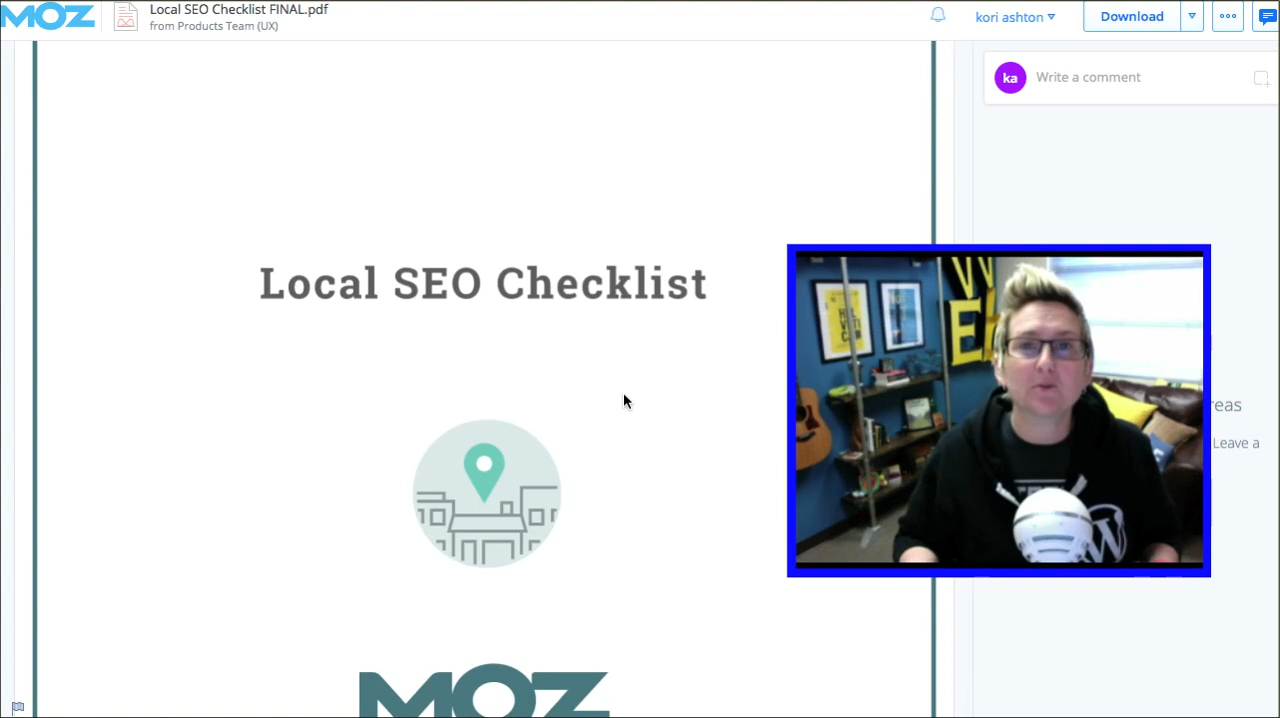 MOZ
Local SEO Checklist FINAL.pdf
from Products Team (UX)
kori ashton
Download
ka
Write a comment
Local SEO Checklist
reas
Leave a
MOZ
WE
W